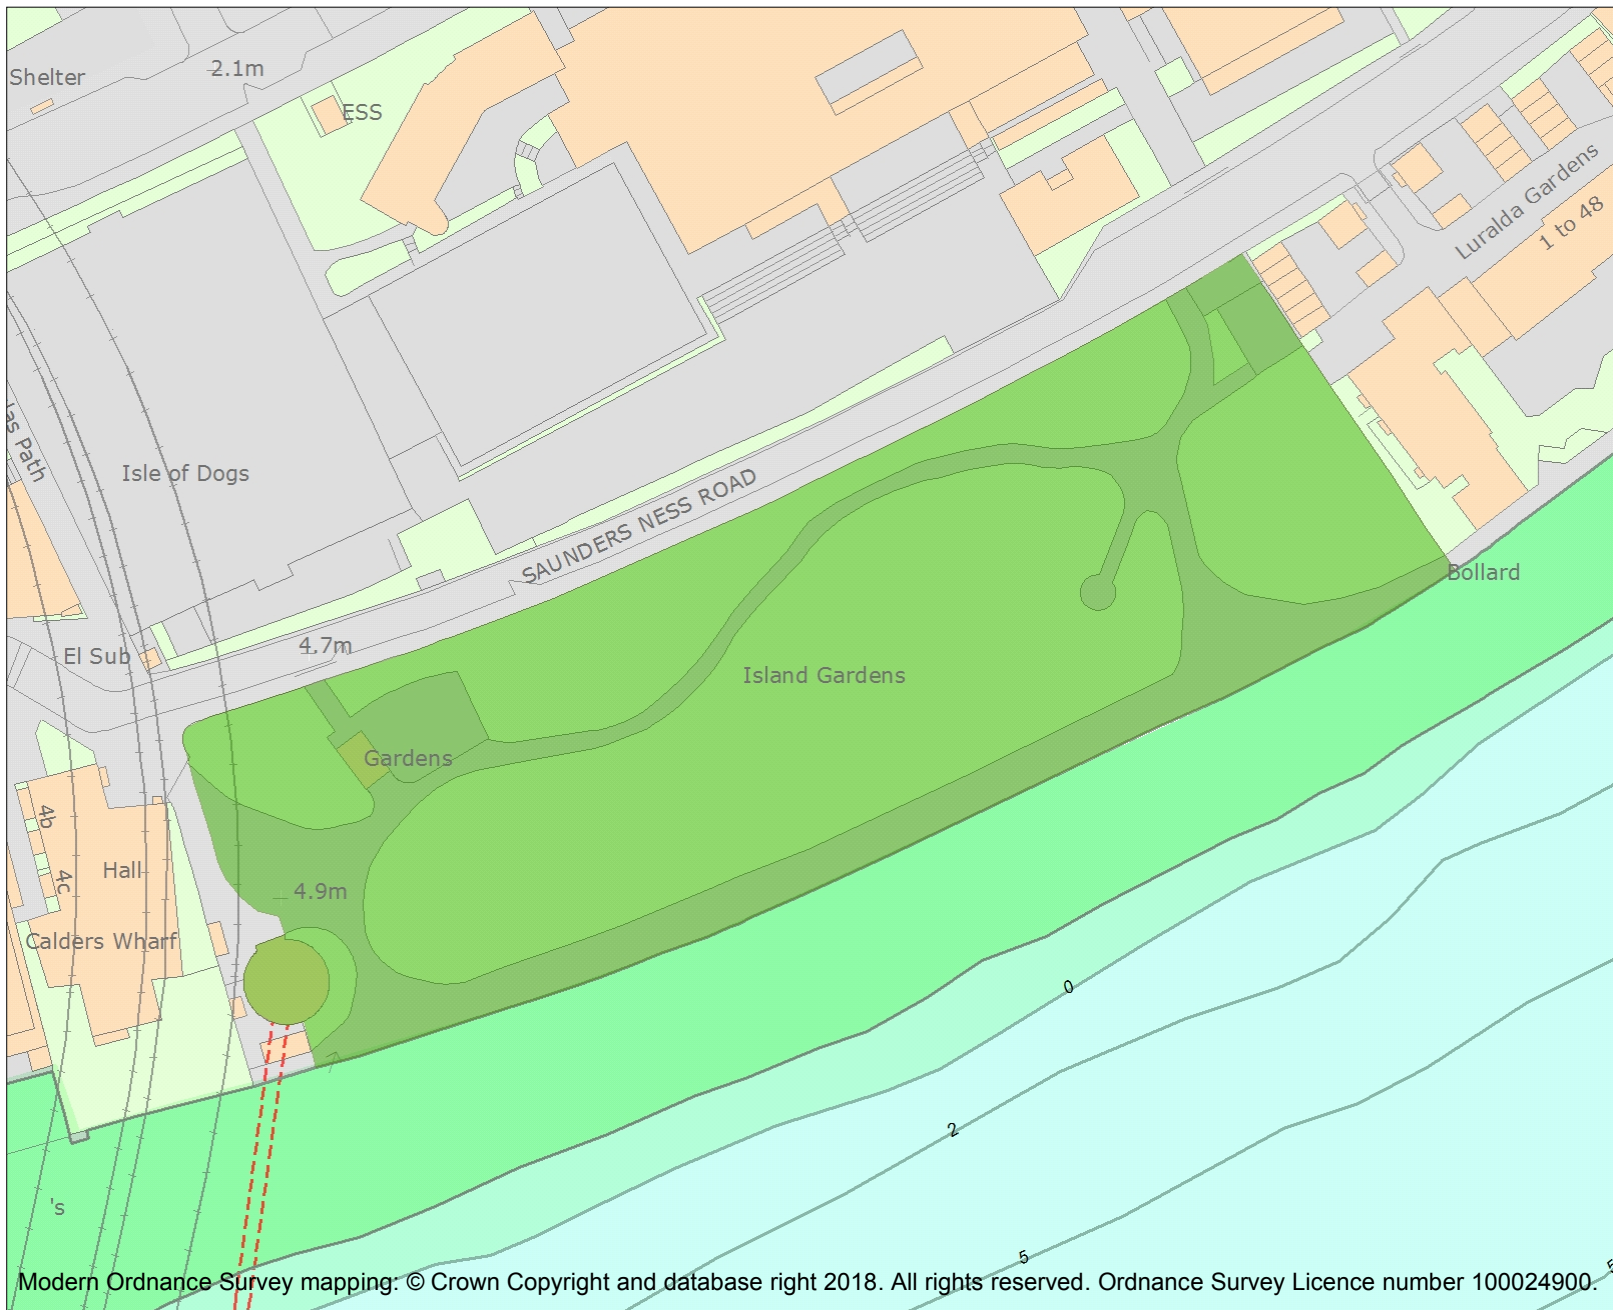 Shelter
2.1m
ESS
Luralda Gardens
1 to 48
Isle of Dogs
SAUNDERS NESS ROAD
Bollard
El Sub
4.7m
Island Gardens
Gardens
4b
4c
Hall
4.9m
Calders Wharf
0
2
's
5
5
Modern Ordnance Survey mapping: © Crown Copyright and database right 2018. All rights reserved. Ordnance Survey Licence number 100024900.